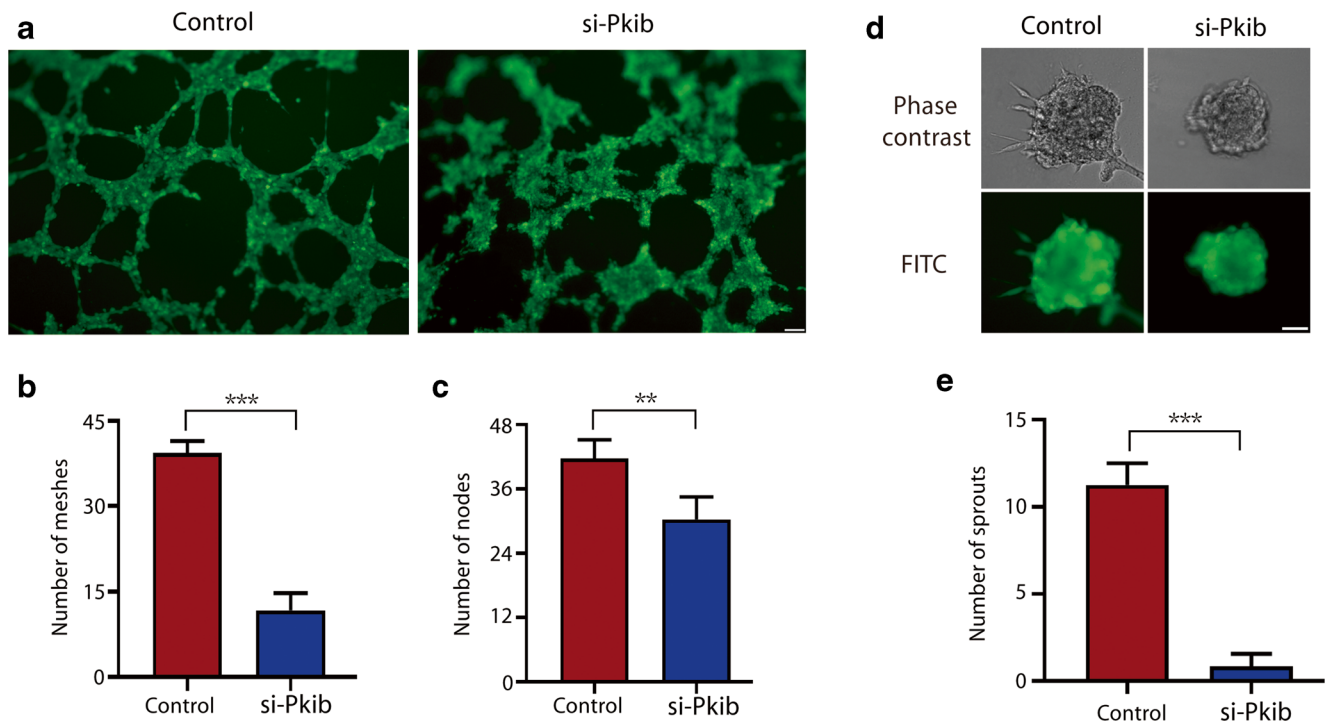 a
Control
si-Pkib
d
Control
si-Pkib
Phase
contrast
FITC
b
***
Number of meshes
45
30
15
0
Control
si-Pkib
c
**
Number of nodes
48
36
24
12
0
Control
si-Pkib
e
***
Number of sprouts
15
10
5
0
Control
si-Pkib